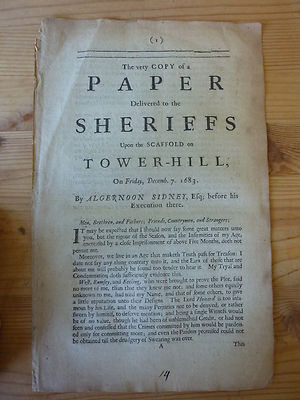 (1)
The very COPY of a
PAPER
Delivered to the
SHERIFFS
Upon the SCAFFOLD on
TOWER-HILL,
On Friday, Decemb. 7. 1683.
By ALGERNOON SIDNEY, Esq; before his
Execution there.
Men, Brethren, and Fathers; Friends, Countrymen, and Strangers;
IT may be expected that I should now say some great matters unto
you, but the rigour of the Season, and the Infirmities of my Age,
encreased by a close Imprisonment of above Five Months, doth not
permit me.
Moreover, we live in an Age that maketh Truth pass for Treason: I
dare not say any thing contrary unto it, and the Ears of those that are
about me will probably be found too tender to hear it. My Tryal and
Condemnation doth sufficiently evidence this.
West, Rumsey, and Keeling, who were brought to prove the Plot, said
no more of me, than that they knew me not; and some others equally
unknown to me, had used my Name, and that of some others, to give
a little reputation unto their Designs. The Lord Howard is too infa-
mous by his Life, and the many Perjuries not to be denied, or rather
sworn by himself, to deserve mention; and being a single Witness would
be of no value, though he had been of unblemished Credit, or had not
seen and confessed that the Crimes committed by him would be pardon-
ed only for committing more; and even the Pardon promised could not
be obtained till the drudgery of Swearing was over.
A
This
14